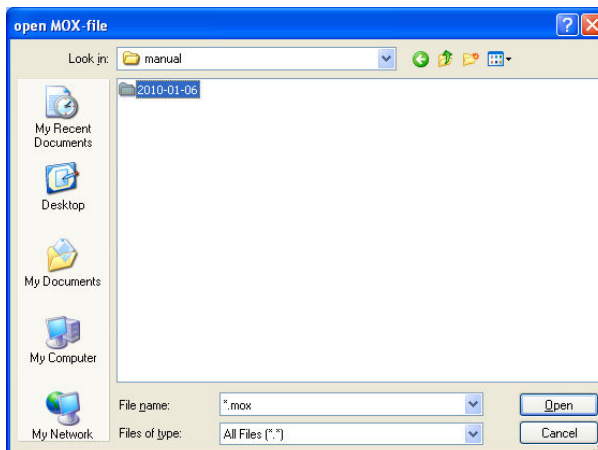 open MOX-file
Look in:
manual
2010-01-06
My Recent
Documents
Desktop
My Documents
My Computer
My Network
File name:
*.mox
Open
Files of type:
All Files (*.*)
Cancel